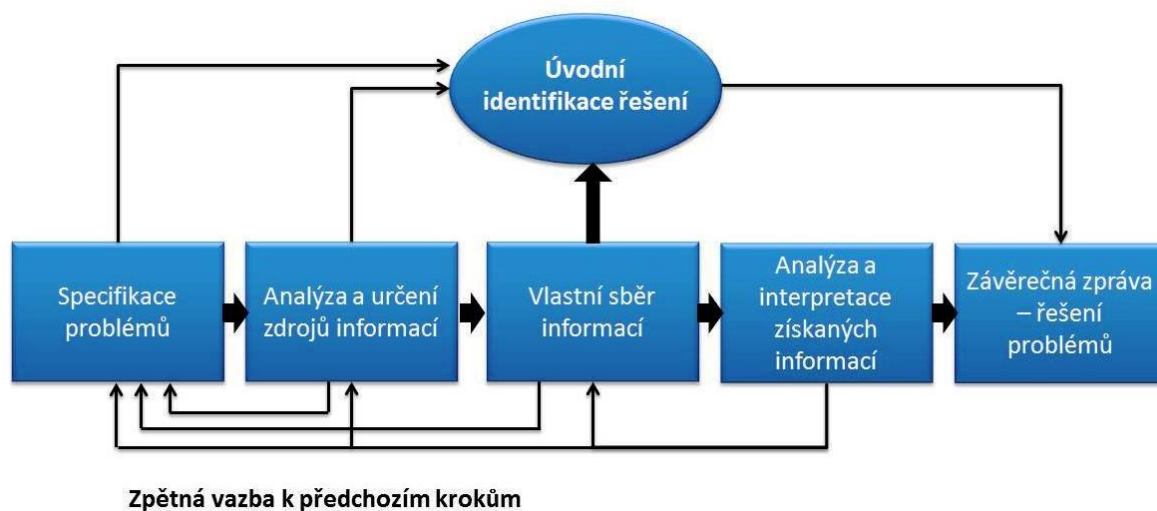 Úvodní
identifikace řešení
Specifikace
problémů
Analýza a určení
zdrojů informací
Vlastní sběr
informací
Analýza a
interpretace
získaných
informací
Závěrečná zpráva
– řešení
problémů
Zpětná vazba k předchozím krokům